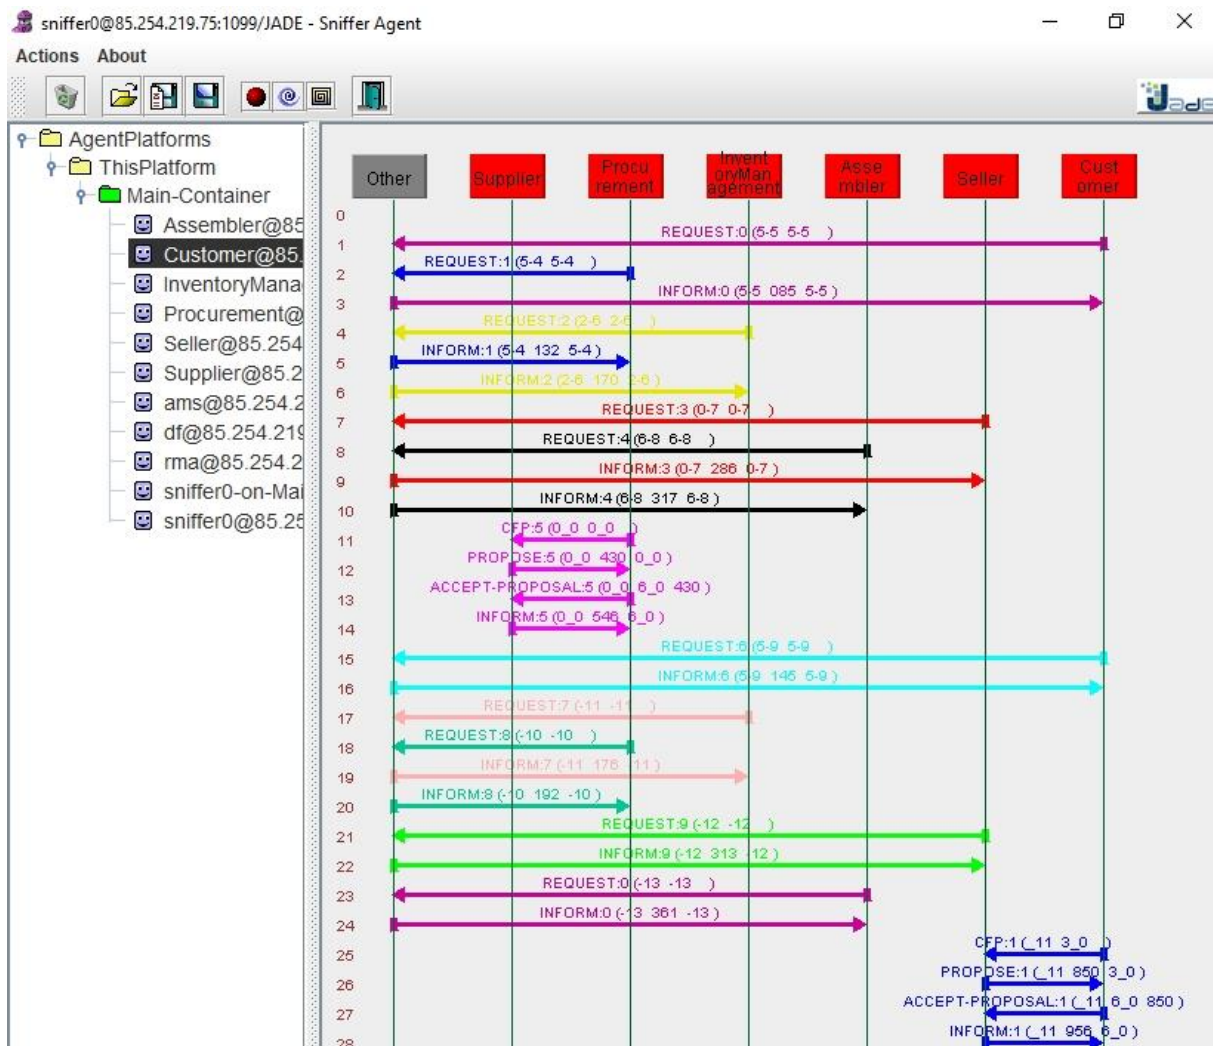 sniffer0@85.254.219.75:1099/JADE - Sniffer Agent
Actions About
Jade
AgentPlatforms
ThisPlatform
Main-Container
Assembler@85
Customer@85.
InventoryMana
Procurement@
Seller@85.254
Supplier@85.2
ams@85.254.2
df@85.254.219
rma@85.254.2
sniffer0-on-Mai
sniffer0@85.25
Other
Supplier
Procu
rement
Invent
oryMan
agement
Asse
mbler
Seller
Cust
omer
0
REQUEST:0 (5-5 5-5 )
1
REQUEST:1 (5-4 5-4 )
2
INFORM:0 (5-5 085 5-5 )
3
REQUEST:2 (2-6 2-6 )
4
INFORM:1 (5-4 132 5-4 )
5
INFORM:2 (2-6 170 2-6 )
6
REQUEST:3 (0-7 0-7 )
7
REQUEST:4 (6-8 6-8 )
8
INFORM:3 (0-7 286 0-7 )
9
INFORM:4 (6-8 317 6-8 )
10
CFP:5 (0_0 0_0 )
11
PROPOSE:5 (0_0 430 0_0 )
12
ACCEPT-PROPOSAL:5 (0_0 6_0 430 )
13
INFORM:5 (0_0 546 6_0 )
14
REQUEST:6 (5-9 5-9 )
15
INFORM:6 (5-9 145 5-9 )
16
REQUEST:7 (-11 -11 )
17
REQUEST:8 (-10 -10 )
18
INFORM:7 (-11 176 -11 )
19
INFORM:8 (-10 192 -10 )
20
REQUEST:9 (-12 -12 )
21
INFORM:9 (-12 313 -12 )
22
REQUEST:0 (-13 -13 )
23
INFORM:0 (-13 361 -13 )
24
CFP:1 (_11 3_0 )
25
PROPOSE:1 (_11 850 3_0 )
26
ACCEPT-PROPOSAL:1 (_11 6_0 850 )
27
INFORM:1 (_11 956 6_0 )
28